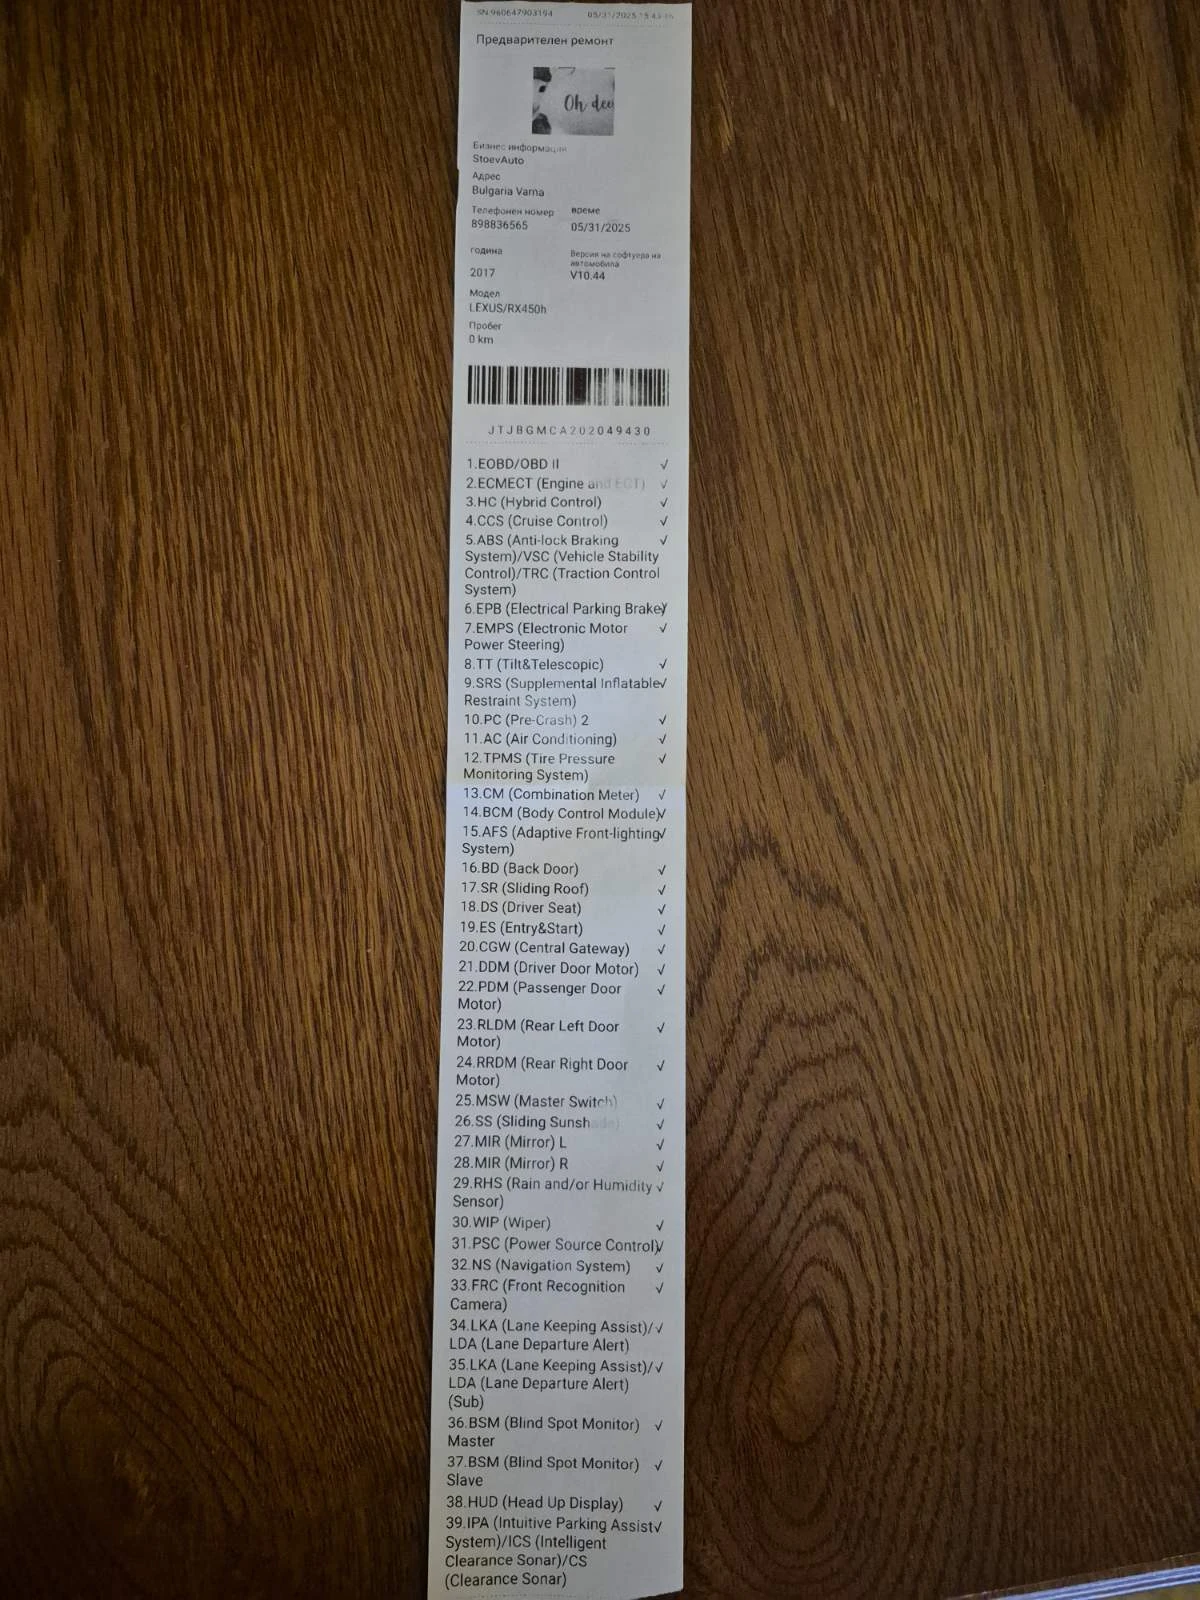 SN:960647903194 05/31/2025
Предварителен ремонт
Oh dee
Бизнес информация
StoevAuto
Адрес
Bulgaria Varna
Телефонен номер време
898836565 05/31/2025
година Версия на софтуера на
автомобила
2017 V10.44
Модел
LEXUS/RX450h
Пробег
0 km
JTJBGMCA202049430
1.EOBD/OBD II √
2.ECMECT (Engine and ECT) √
3.HC (Hybrid Control) √
4.CCS (Cruise Control) √
5.ABS (Anti-lock Braking √
System)/VSC (Vehicle Stability
Control)/TRC (Traction Control
System)
6.EPB (Electrical Parking Brake) √
7.EMPS (Electronic Motor √
Power Steering)
8.TT (Tilt&Telescopic) √
9.SRS (Supplemental Inflatable √
Restraint System)
10.PC (Pre-Crash) 2 √
11.AC (Air Conditioning) √
12.TPMS (Tire Pressure √
Monitoring System)
13.CM (Combination Meter) √
14.BCM (Body Control Module) √
15.AFS (Adaptive Front-lighting √
System)
16.BD (Back Door) √
17.SR (Sliding Roof) √
18.DS (Driver Seat) √
19.ES (Entry&Start) √
20.CGW (Central Gateway) √
21.DDM (Driver Door Motor) √
22.PDM (Passenger Door √
Motor)
23.RLDM (Rear Left Door √
Motor)
24.RRDM (Rear Right Door √
Motor)
25.MSW (Master Switch) √
26.SS (Sliding Sunshade) √
27.MIR (Mirror) L √
28.MIR (Mirror) R √
29.RHS (Rain and/or Humidity √
Sensor)
30.WIP (Wiper) √
31.PSC (Power Source Control) √
32.NS (Navigation System) √
33.FRC (Front Recognition √
Camera)
34.LKA (Lane Keeping Assist)/ √
LDA (Lane Departure Alert)
35.LKA (Lane Keeping Assist)/ √
LDA (Lane Departure Alert)
(Sub)
36.BSM (Blind Spot Monitor) √
Master
37.BSM (Blind Spot Monitor) √
Slave
38.HUD (Head Up Display) √
39.IPA (Intuitive Parking Assist √
System)/ICS (Intelligent
Clearance Sonar)/CS
(Clearance Sonar)